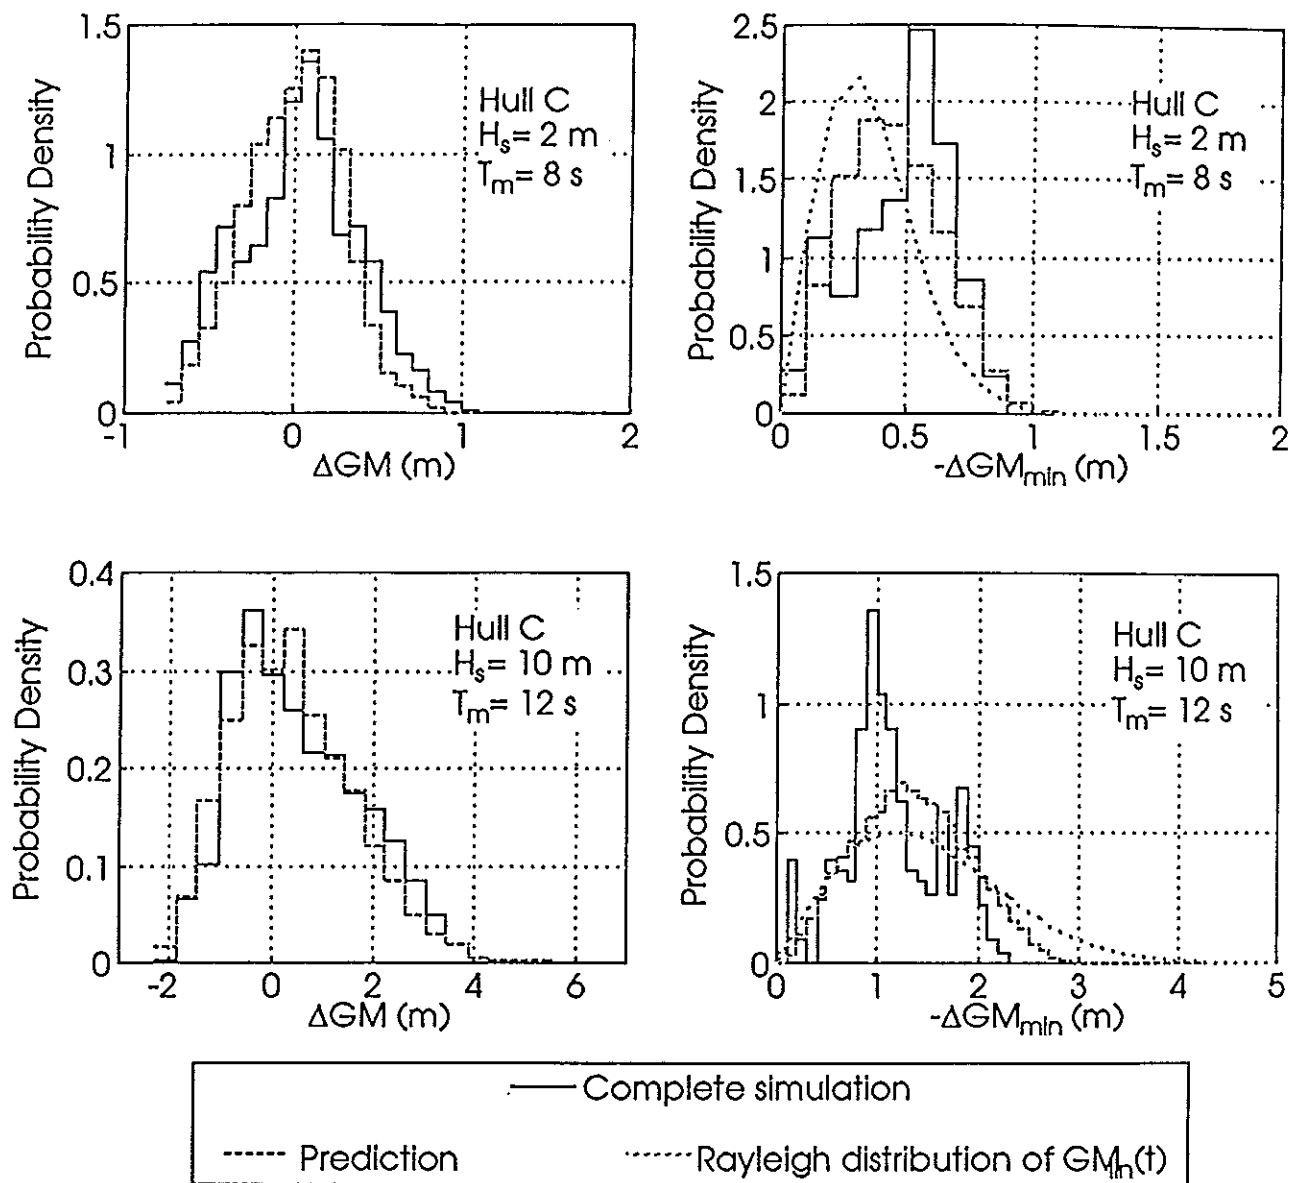 1.5
1
0.5
0
-1
0
1
2
Probability Density
ΔGM (m)
Hull C
Hs= 2 m
Tm= 8 s
2.5
2
1.5
1
0.5
0
0
0.5
1
1.5
2
Probability Density
-ΔGMmin (m)
Hull C
Hs= 2 m
Tm= 8 s
0.4
0.3
0.2
0.1
0
-2
0
2
4
6
Probability Density
ΔGM (m)
Hull C
Hs= 10 m
Tm= 12 s
1.5
1
0.5
0
0
1
2
3
4
5
Probability Density
-ΔGMmin (m)
Hull C
Hs= 10 m
Tm= 12 s
Complete simulation
Prediction
Rayleigh distribution of GMlin(t)